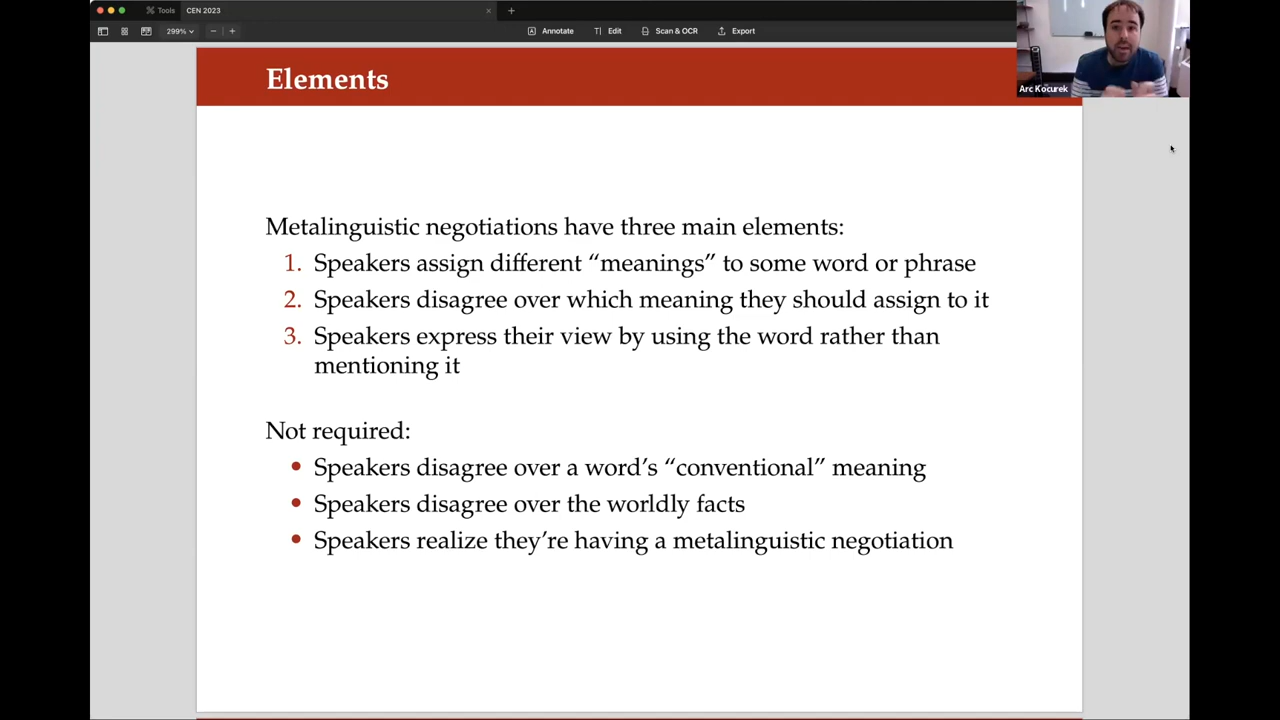 Tools
CEN 2023
299%
Annotate
Edit
Scan & OCR
Export
Arc Kocurek
Elements
Metalinguistic negotiations have three main elements:
1. Speakers assign different “meanings” to some word or phrase
2. Speakers disagree over which meaning they should assign to it
3. Speakers express their view by using the word rather than
mentioning it
Not required:
• Speakers disagree over a word’s “conventional” meaning
• Speakers disagree over the worldly facts
• Speakers realize they’re having a metalinguistic negotiation